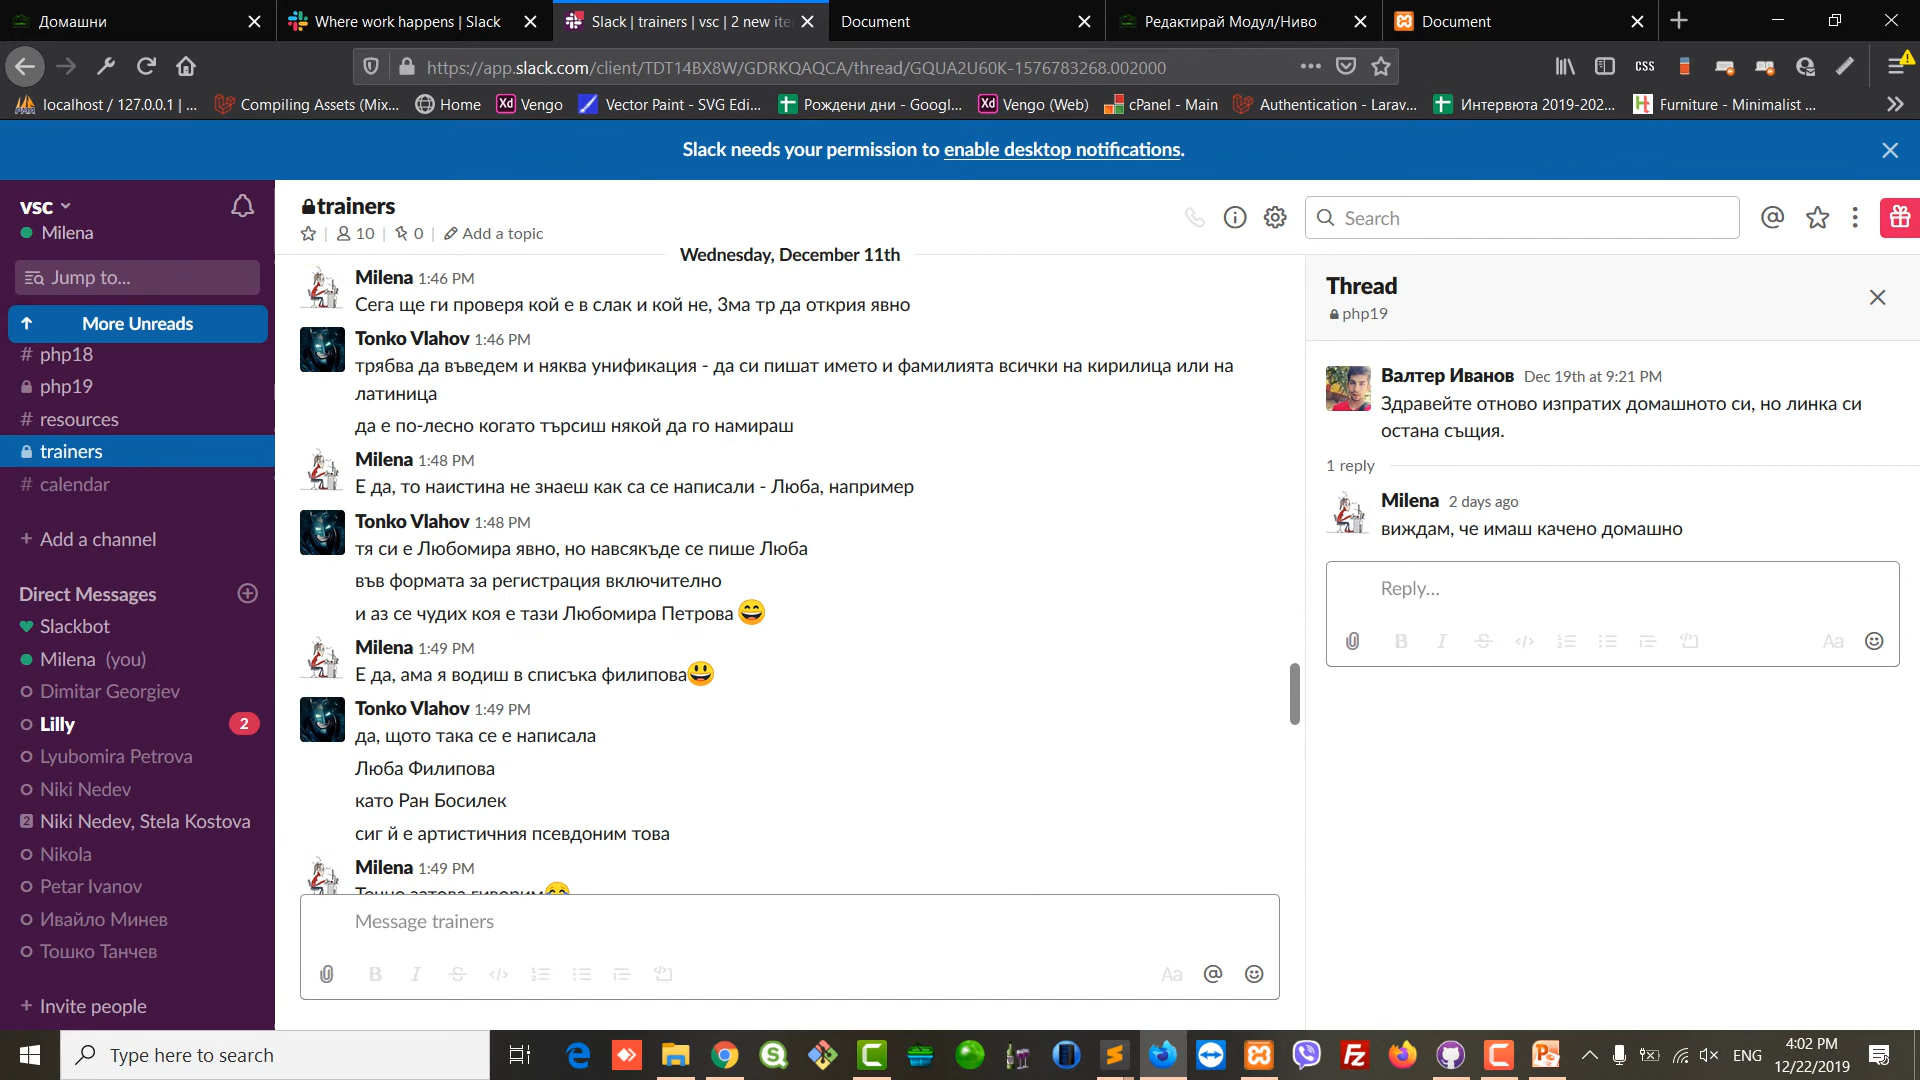 Домашни
Where work happens | Slack
Slack | trainers | vsc | 2 new ite
Document
Редактирай Модул/Ниво
Document
https://app.slack.com/client/TDT14BX8W/GDRKQAQCA/thread/GQUA2U60K-1576783268.002000
CSS
localhost / 127.0.0.1 | ...
Compiling Assets (Mix...
Home
Vengo
Vector Paint - SVG Edi...
Рождени дни - Googl...
Vengo (Web)
cPanel - Main
Authentication - Larav...
Интервюта 2019-202...
Furniture - Minimalist ...
Slack needs your permission to enable desktop notifications.
vsc
Milena
Jump to...
More Unreads
# php18
php19
# resources
trainers
# calendar
+ Add a channel
Direct Messages
Slackbot
Milena (you)
Dimitar Georgiev
Lilly 2
Lyubomira Petrova
Niki Nedev
2 Niki Nedev, Stela Kostova
Nikola
Petar Ivanov
Ивайло Минев
Тошко Танчев
+ Invite people
trainers
10 | 0 | Add a topic
Search
Wednesday, December 11th
Milena 1:46 PM
Сега ще ги проверя кой е в слак и кой не, 3ма тр да открия явно
Tonko Vlahov 1:46 PM
трябва да въведем и няква унификация - да си пишат името и фамилията всички на кирилица или на
латиница
да е по-лесно когато търсиш някой да го намираш
Milena 1:48 PM
Е да, то наистина не знаеш как са се написали - Люба, например
Tonko Vlahov 1:48 PM
тя си е Любомира явно, но навсякъде се пише Люба
във формата за регистрация включително
и аз се чудих коя е тази Любомира Петрова 😄
Milena 1:49 PM
Е да, ама я водиш в списъка филипова😃
Tonko Vlahov 1:49 PM
да, щото така се е написала
Люба Филипова
като Ран Босилек
сиг й е артистичния псевдоним това
Milena 1:49 PM
Точно затова говорим
Message trainers
Aa
Thread
php19
Валтер Иванов Dec 19th at 9:21 PM
Здравейте отново изпратих домашното си, но линка си
остана същия.
1 reply
Milena 2 days ago
виждам, че имаш качено домашно
Reply...
Aa
Type here to search
ENG
4:02 PM
12/22/2019